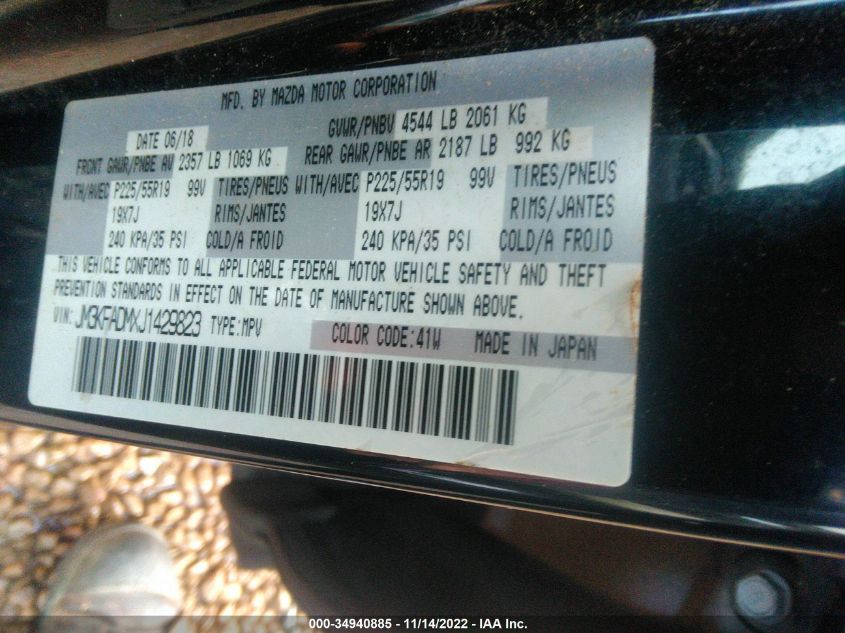 MFD. BY MAZDA MOTOR CORPORATION
DATE 06/18 GVWR/PNBV 4544 LB 2061 KG
FRONT GAWR/PNBE AV 2357 LB 1069 KG REAR GAWR/PNBE AR 2187 LB 992 KG
WITH/AVEC P225/55R19 99V TIRES/PNEUS WITH/AVEC P225/55R19 99V TIRES/PNEUS
19X7J RIMS/JANTES 19X7J RIMS/JANTES
240 KPA/35 PSI COLD/A FROID 240 KPA/35 PSI COLD/A FROID
THIS VEHICLE CONFORMS TO ALL APPLICABLE FEDERAL MOTOR VEHICLE SAFETY AND THEFT
PREVENTION STANDARDS IN EFFECT ON THE DATE OF MANUFACTURE SHOWN ABOVE.
VIN: JM3KFADMXJ1429823 TYPE:MPV COLOR CODE:41W MADE IN JAPAN
000-34940885 - 11/14/2022 - IAA Inc.